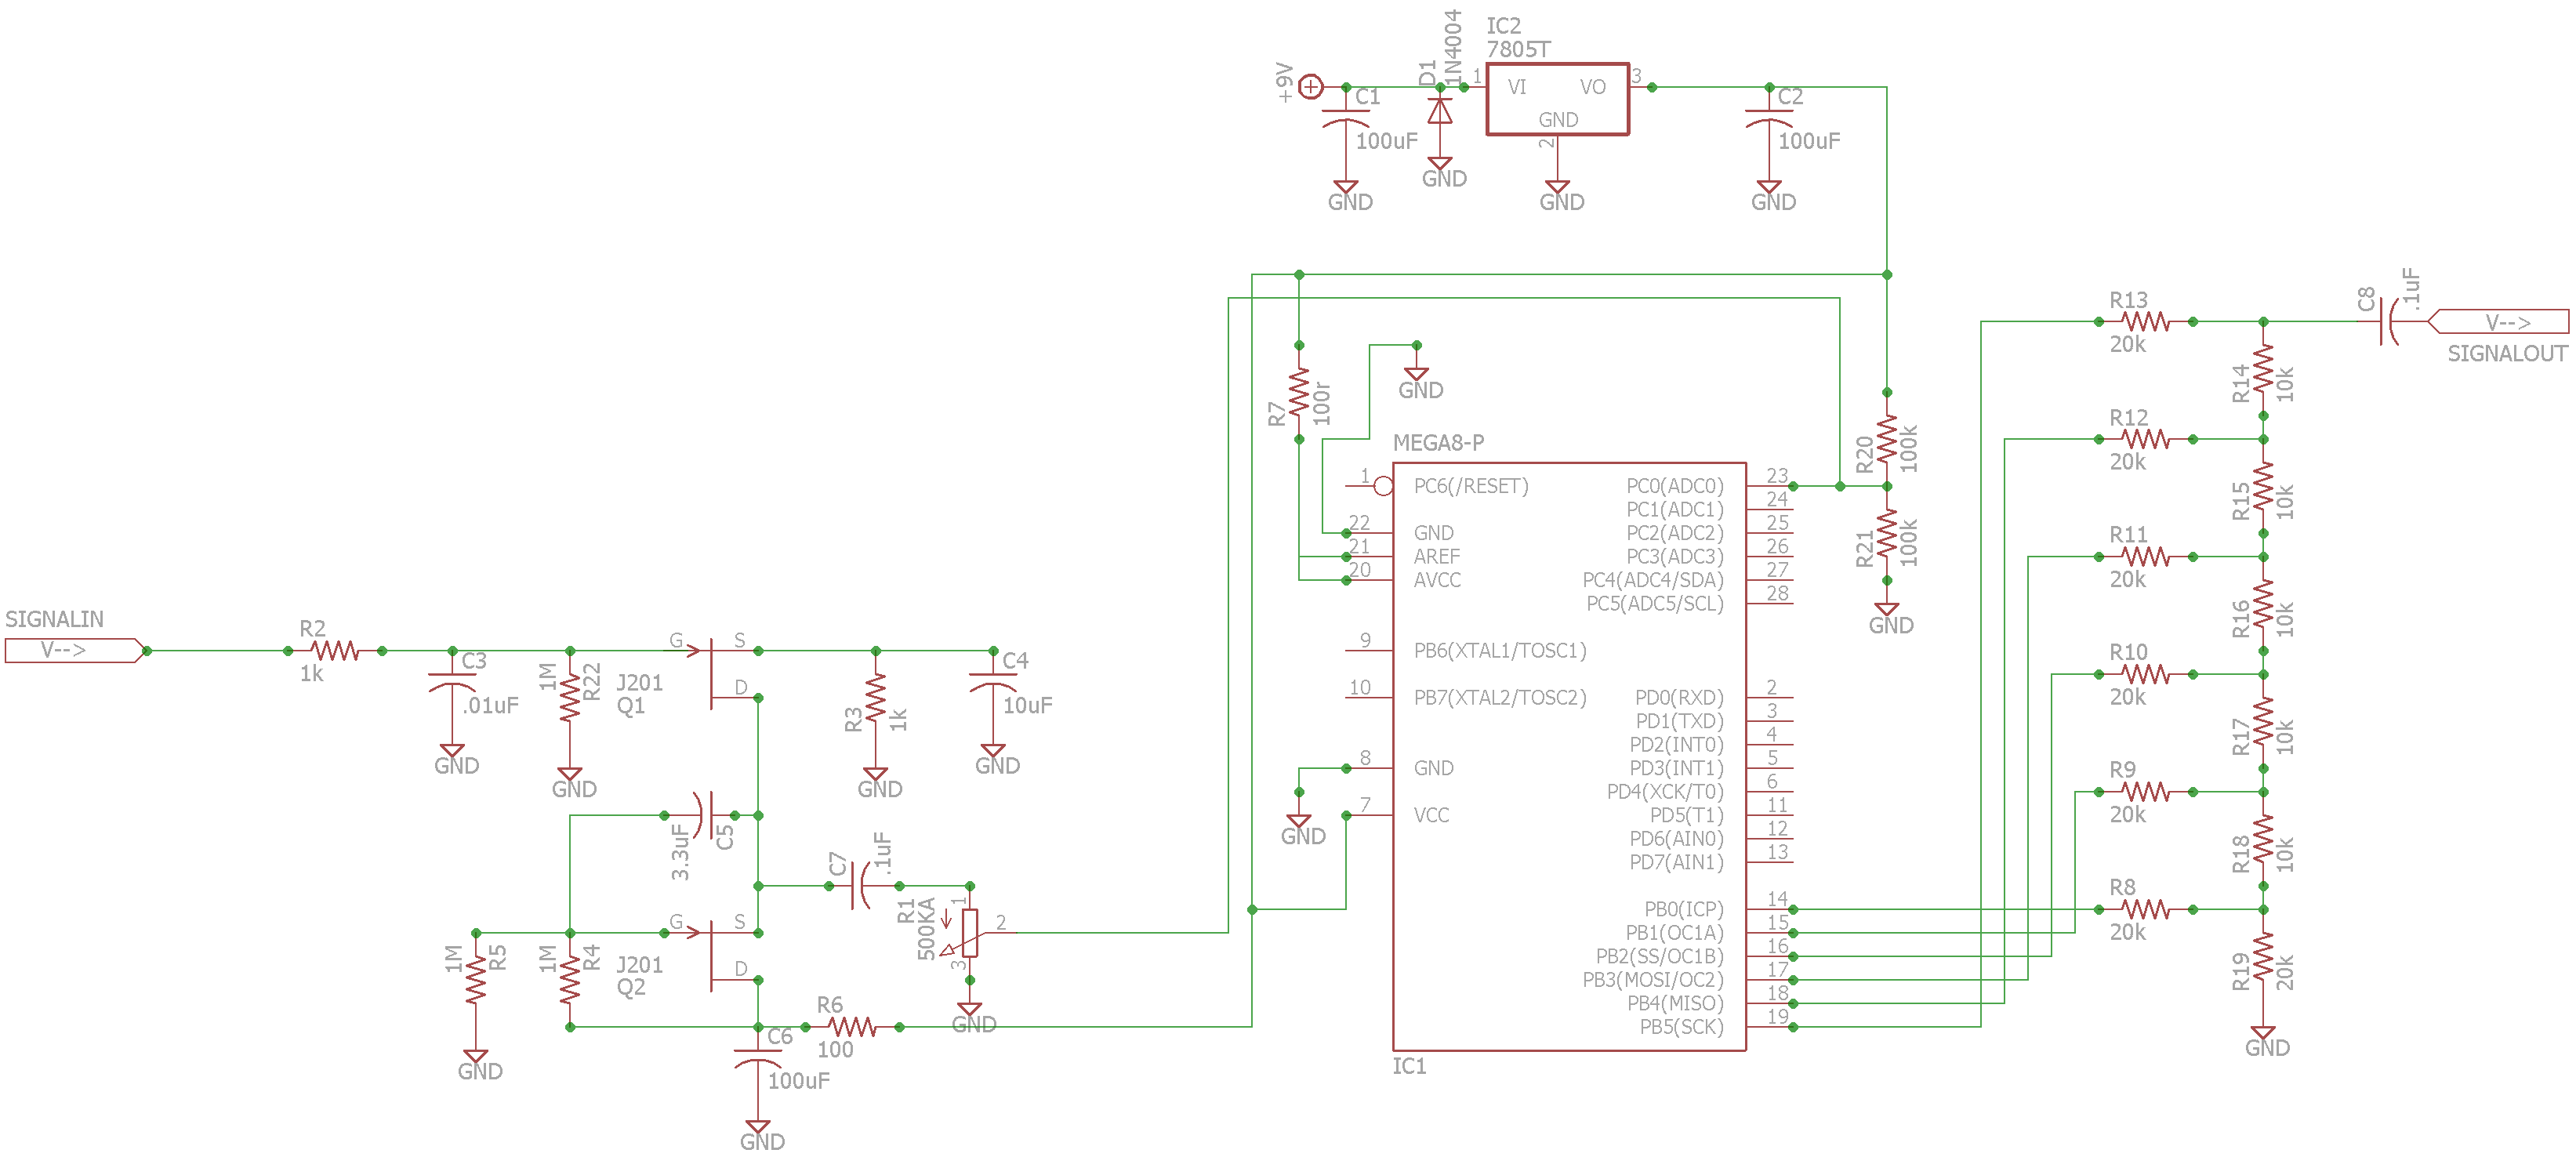 IC2
7805T
+9V
D1
1N4004
1
VI
VO
3
GND
2
C1
100uF
C2
100uF
GND
GND
GND
GND
R7
100r
GND
MEGA8-P
R20
100k
R21
100k
GND
1
PC6(/RESET)
22
GND
21
AREF
20
AVCC
9
PB6(XTAL1/TOSC1)
10
PB7(XTAL2/TOSC2)
8
GND
GND
7
VCC
PC0(ADC0)
23
PC1(ADC1)
24
PC2(ADC2)
25
PC3(ADC3)
26
PC4(ADC4/SDA)
27
PC5(ADC5/SCL)
28
PD0(RXD)
2
PD1(TXD)
3
PD2(INT0)
4
PD3(INT1)
5
PD4(XCK/T0)
6
PD5(T1)
11
PD6(AIN0)
12
PD7(AIN1)
13
PB0(ICP)
14
PB1(OC1A)
15
PB2(SS/OC1B)
16
PB3(MOSI/OC2)
17
PB4(MISO)
18
PB5(SCK)
19
IC1
SIGNALIN
V-->
R2
1k
C3
.01uF
GND
1M
R22
GND
G
S
D
J201
Q1
R3
1k
GND
C4
10uF
GND
3.3uF
C5
C7
.1uF
R1
500KA
1
2
3
GND
1M
R5
GND
1M
R4
G
S
D
J201
Q2
R6
100
C6
100uF
GND
R13
20k
R12
20k
R11
20k
R10
20k
R9
20k
R8
20k
R14
10k
R15
10k
R16
10k
R17
10k
R18
10k
R19
20k
GND
C8
.1uF
V-->
SIGNALOUT